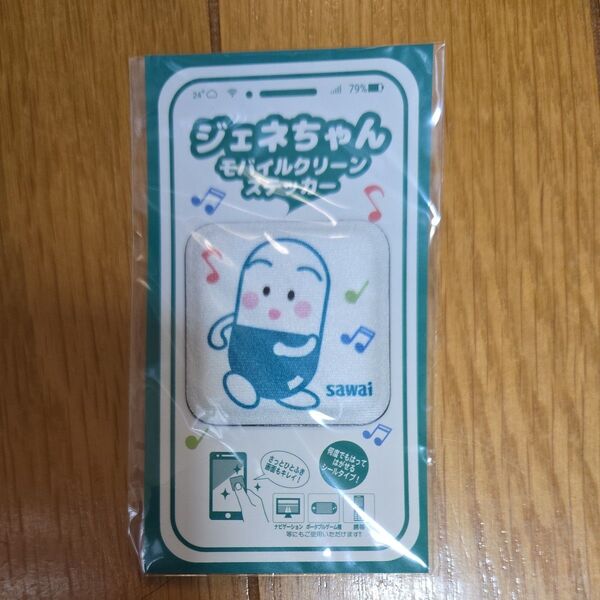 24°
79%
ジェネちゃん
モバイルクリーン
ステッカー
sawai
さっとひとふき
画面もキレイ!
何度でもはって
はがせる
シールタイプ!
ナビゲーション ポータブルゲーム機 携帯
等にもご使用いただけます!!